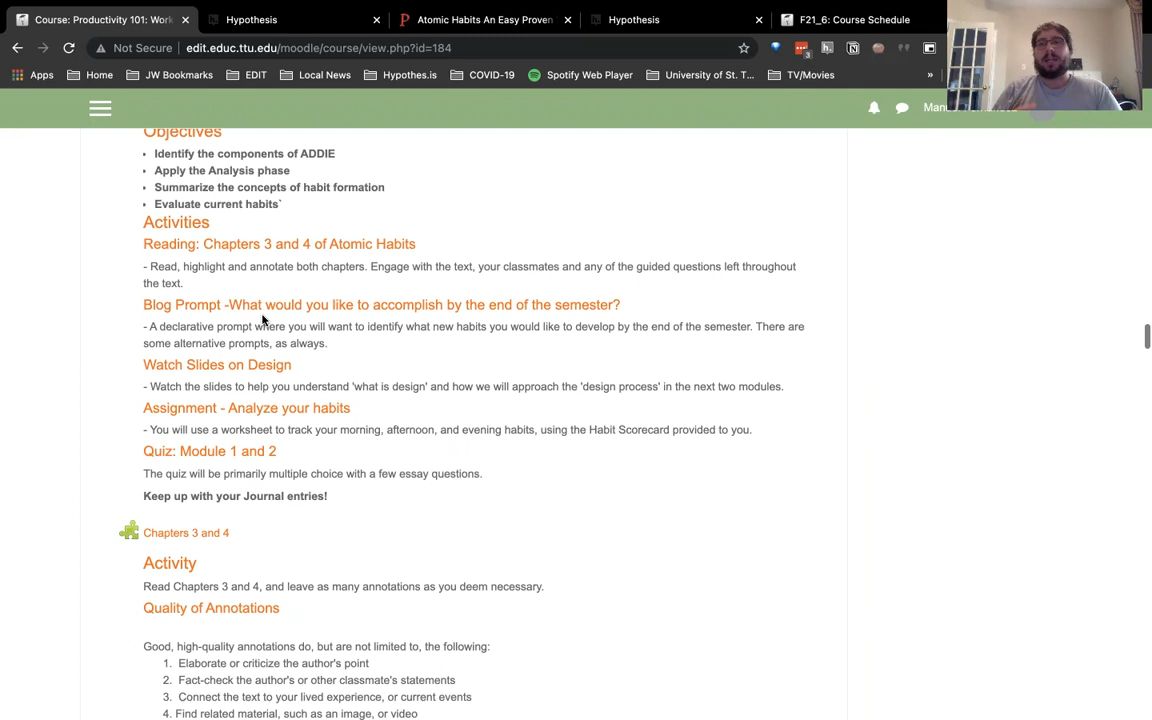 Course: Productivity 101: Work
Hypothesis
Atomic Habits An Easy Proven
Hypothesis
F21_6: Course Schedule
Not Secure
edit.educ.ttu.edu/moodle/course/view.php?id=184
3
Apps
Home
JW Bookmarks
EDIT
Local News
Hypothes.is
COVID-19
Spotify Web Player
University of St. T...
TV/Movies
»
Objectives
• Identify the components of ADDIE
• Apply the Analysis phase
• Summarize the concepts of habit formation
• Evaluate current habits`
Activities
Reading: Chapters 3 and 4 of Atomic Habits
- Read, highlight and annotate both chapters. Engage with the text, your classmates and any of the guided questions left throughout
the text.
Blog Prompt -What would you like to accomplish by the end of the semester?
- A declarative prompt where you will want to identify what new habits you would like to develop by the end of the semester. There are
some alternative prompts, as always.
Watch Slides on Design
- Watch the slides to help you understand 'what is design' and how we will approach the 'design process' in the next two modules.
Assignment - Analyze your habits
- You will use a worksheet to track your morning, afternoon, and evening habits, using the Habit Scorecard provided to you.
Quiz: Module 1 and 2
The quiz will be primarily multiple choice with a few essay questions.
Keep up with your Journal entries!
Chapters 3 and 4
Activity
Read Chapters 3 and 4, and leave as many annotations as you deem necessary.
Quality of Annotations
Good, high-quality annotations do, but are not limited to, the following:
1. Elaborate or criticize the author's point
2. Fact-check the author's or other classmate's statements
3. Connect the text to your lived experience, or current events
4. Find related material, such as an image, or video